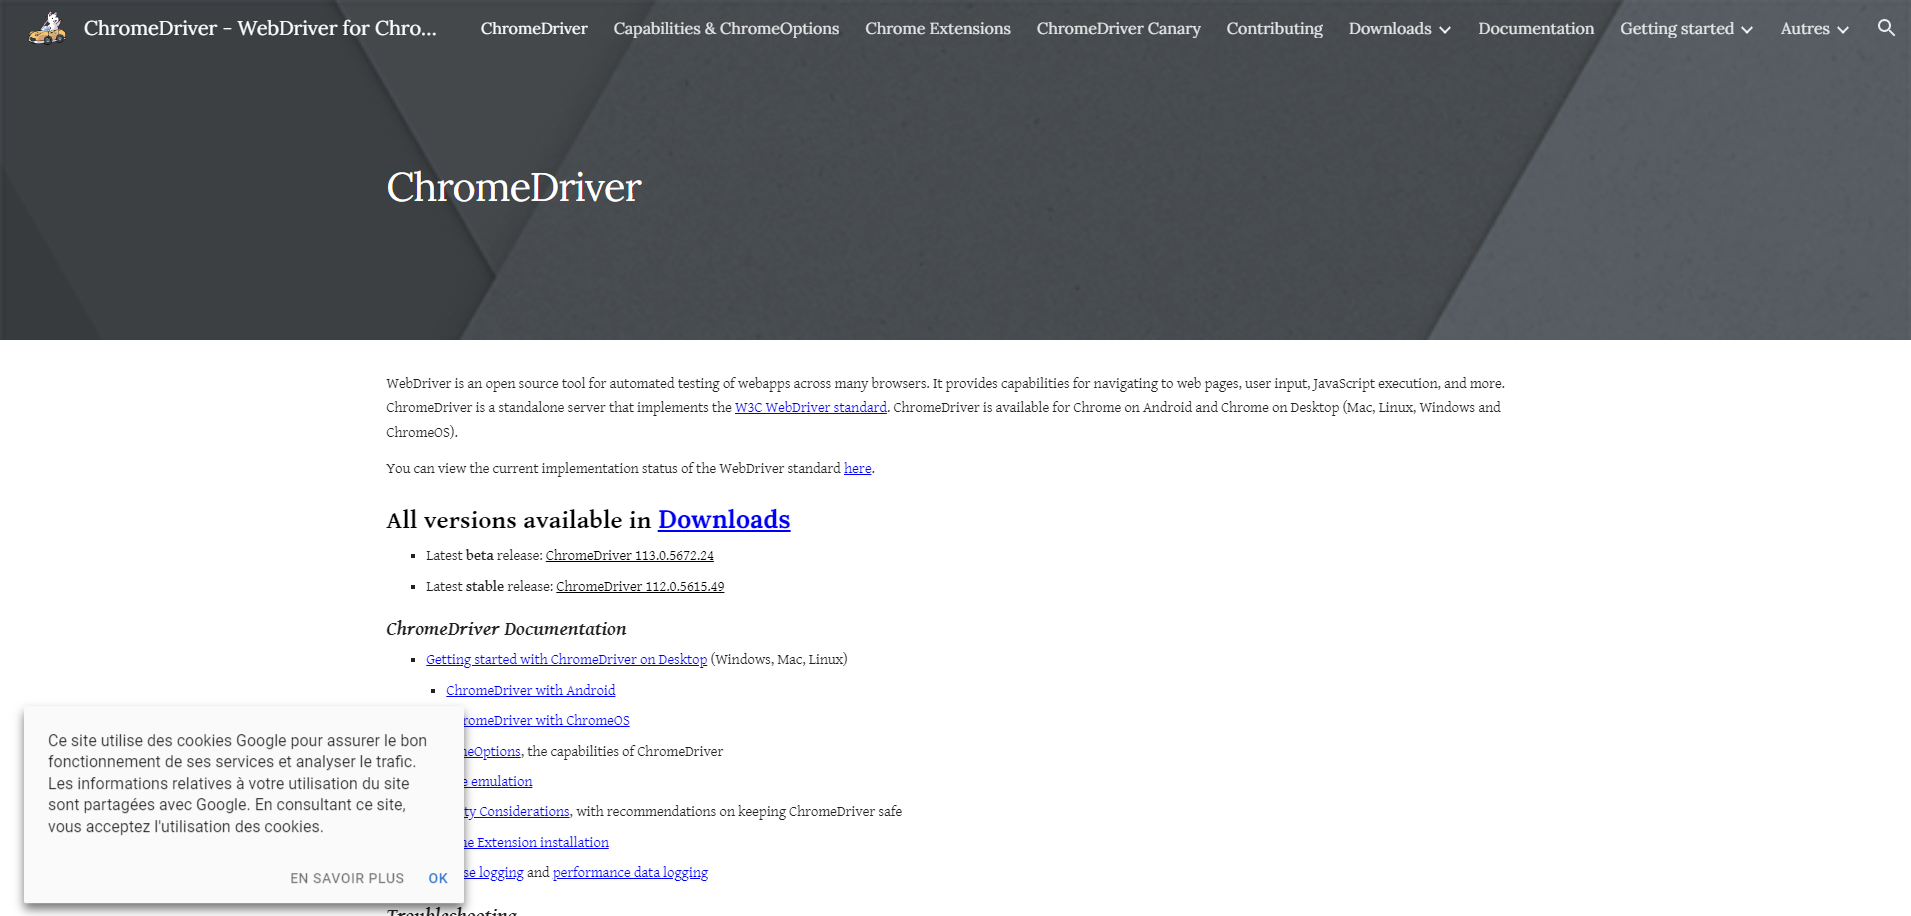 ChromeDriver - WebDriver for Chro...
ChromeDriver
Capabilities & ChromeOptions
Chrome Extensions
ChromeDriver Canary
Contributing
Downloads
Documentation
Getting started
Autres
ChromeDriver
WebDriver is an open source tool for automated testing of webapps across many browsers. It provides capabilities for navigating to web pages, user input, JavaScript execution, and more.
ChromeDriver is a standalone server that implements the W3C WebDriver standard. ChromeDriver is available for Chrome on Android and Chrome on Desktop (Mac, Linux, Windows and
ChromeOS).
You can view the current implementation status of the WebDriver standard here.
All versions available in Downloads
Latest beta release: ChromeDriver 113.0.5672.24
Latest stable release: ChromeDriver 112.0.5615.49
ChromeDriver Documentation
Getting started with ChromeDriver on Desktop (Windows, Mac, Linux)
ChromeDriver with Android
romeDriver with ChromeOS
neOptions, the capabilities of ChromeDriver
e emulation
ty Considerations, with recommendations on keeping ChromeDriver safe
ne Extension installation
se logging and performance data logging
Ce site utilise des cookies Google pour assurer le bon
fonctionnement de ses services et analyser le trafic.
Les informations relatives à votre utilisation du site
sont partagées avec Google. En consultant ce site,
vous acceptez l'utilisation des cookies.
EN SAVOIR PLUS
OK
Troubleshooting